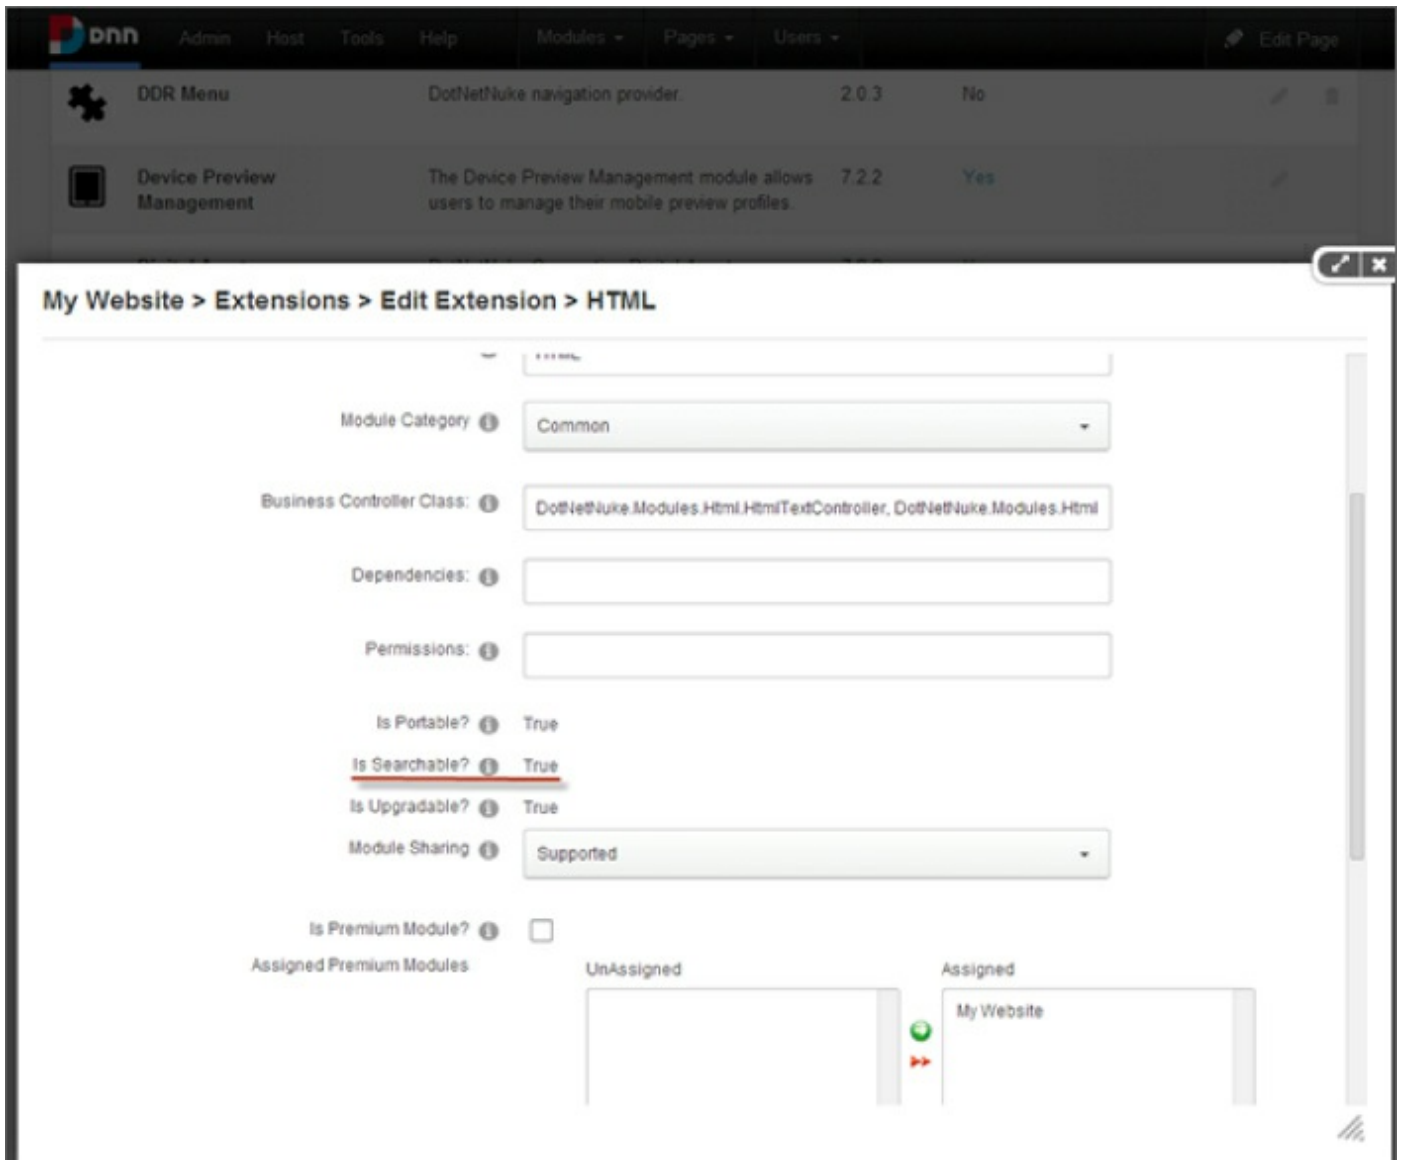 DNN Admin Host Tools Help Modules Pages Users Edit Page
DDR Menu DotNetNuke navigation provider. 2.0.3 No
Device Preview The Device Preview Management module allows 7.2.2 Yes
Management users to manage their mobile preview profiles.
My Website > Extensions > Edit Extension > HTML
Module Category Common
Business Controller Class: DotNetNuke.Modules.Html.HtmlTextController, DotNetNuke.Modules.Html
Dependencies:
Permissions:
Is Portable? True
Is Searchable? True
Is Upgradable? True
Module Sharing Supported
Is Premium Module?
Assigned Premium Modules UnAssigned Assigned
My Website